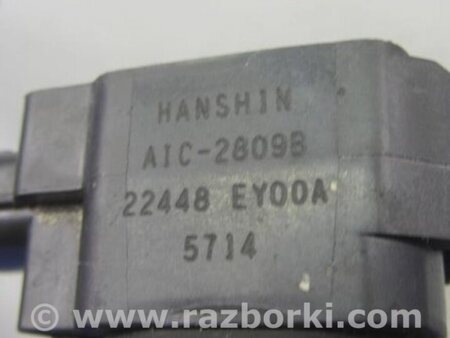 HANSHIN
AIC-2809B
22448 EY00A
5714
© www.razborki.com